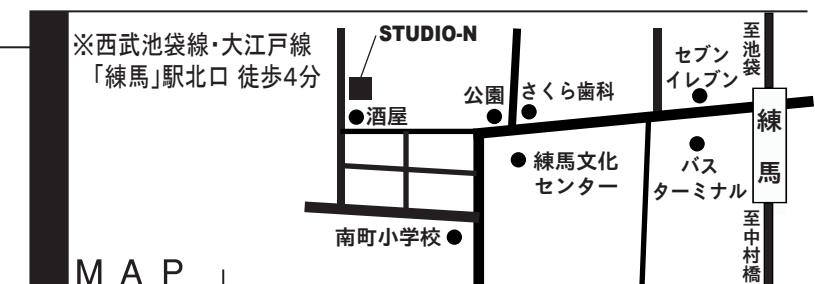 ※西武池袋線・大江戸線
「練馬」駅北口 徒歩4分
STUDIO-N
酒屋
公園
さくら歯科
セブン
イレブン
至池袋
練馬
練馬文化
センター
バス
ターミナル
南町小学校
至中村橋
MAP